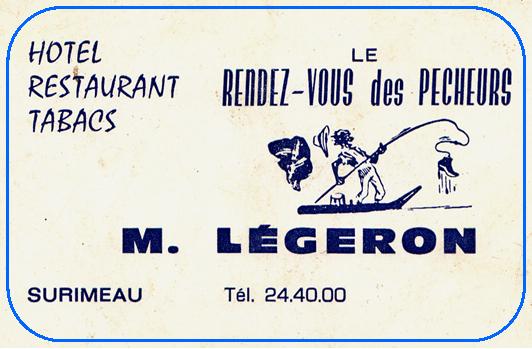 HOTEL
RESTAURANT
TABACS
LE
RENDEZ-VOUS des PECHEURS
M. LÉGERON
SURIMEAU
Tél. 24.40.00